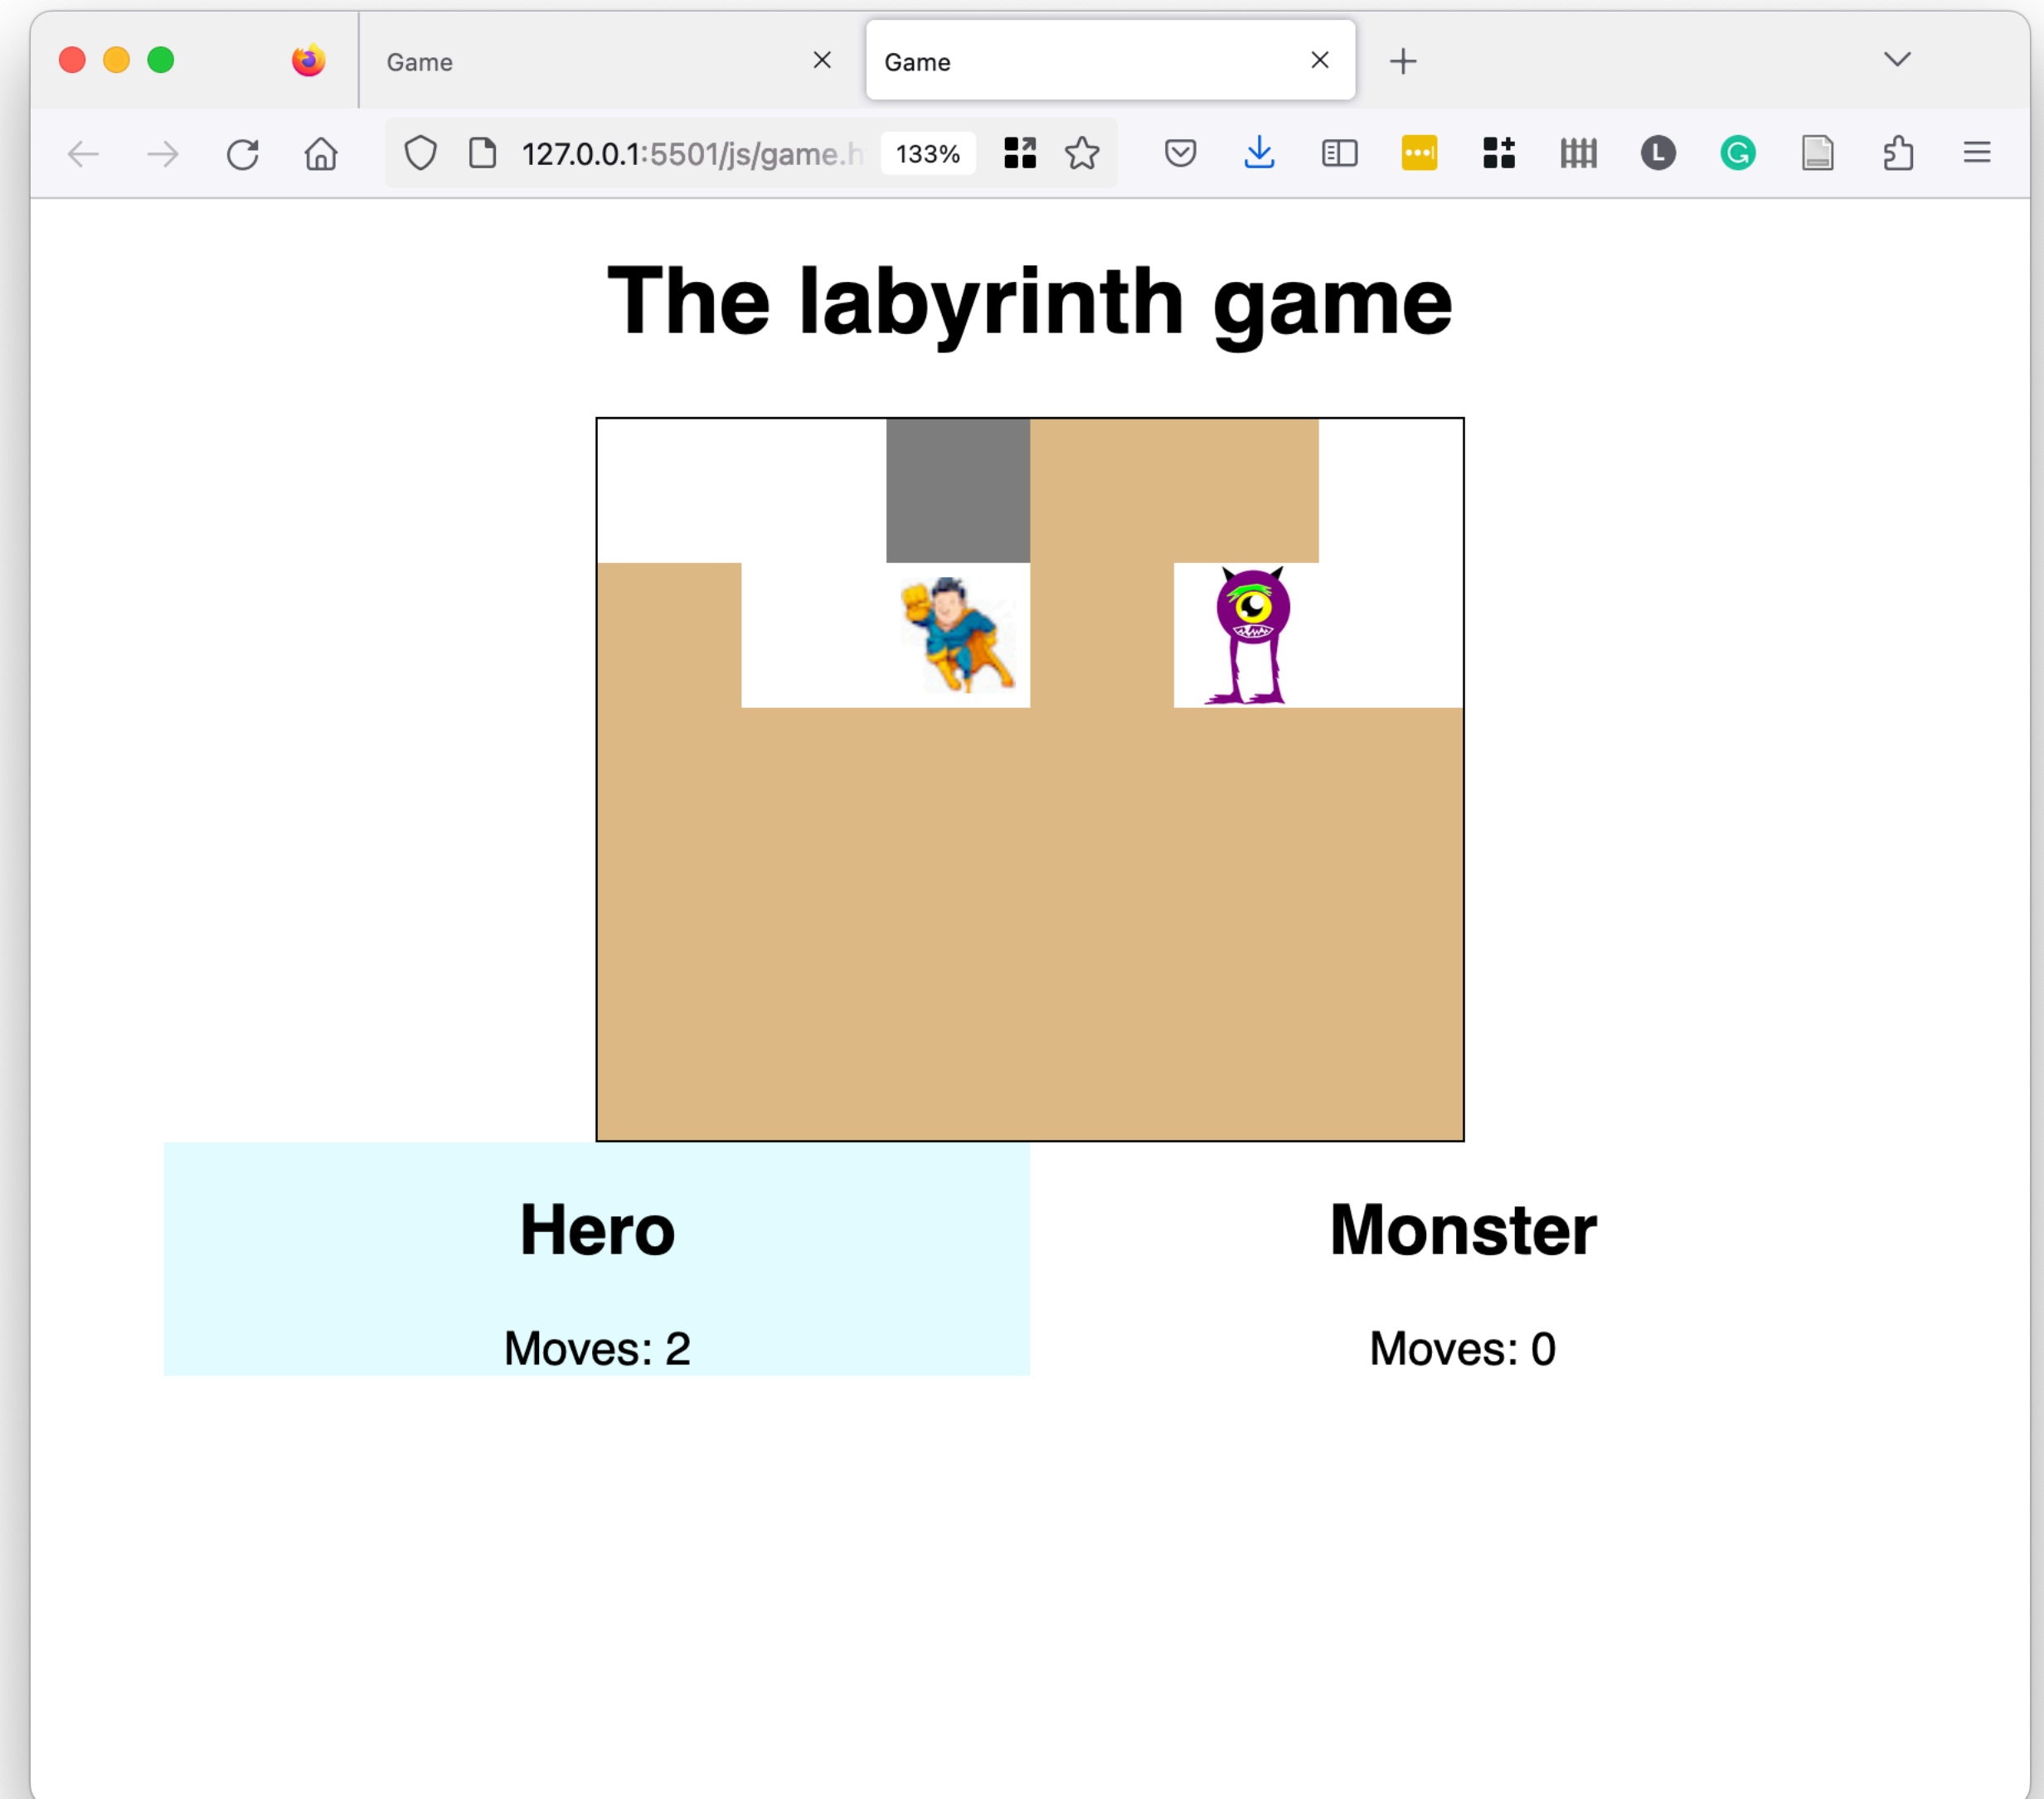 Game
Game
127.0.0.1:5501/js/game.h
133%
L
G
The labyrinth game
Hero
Monster
Moves: 2
Moves: 0